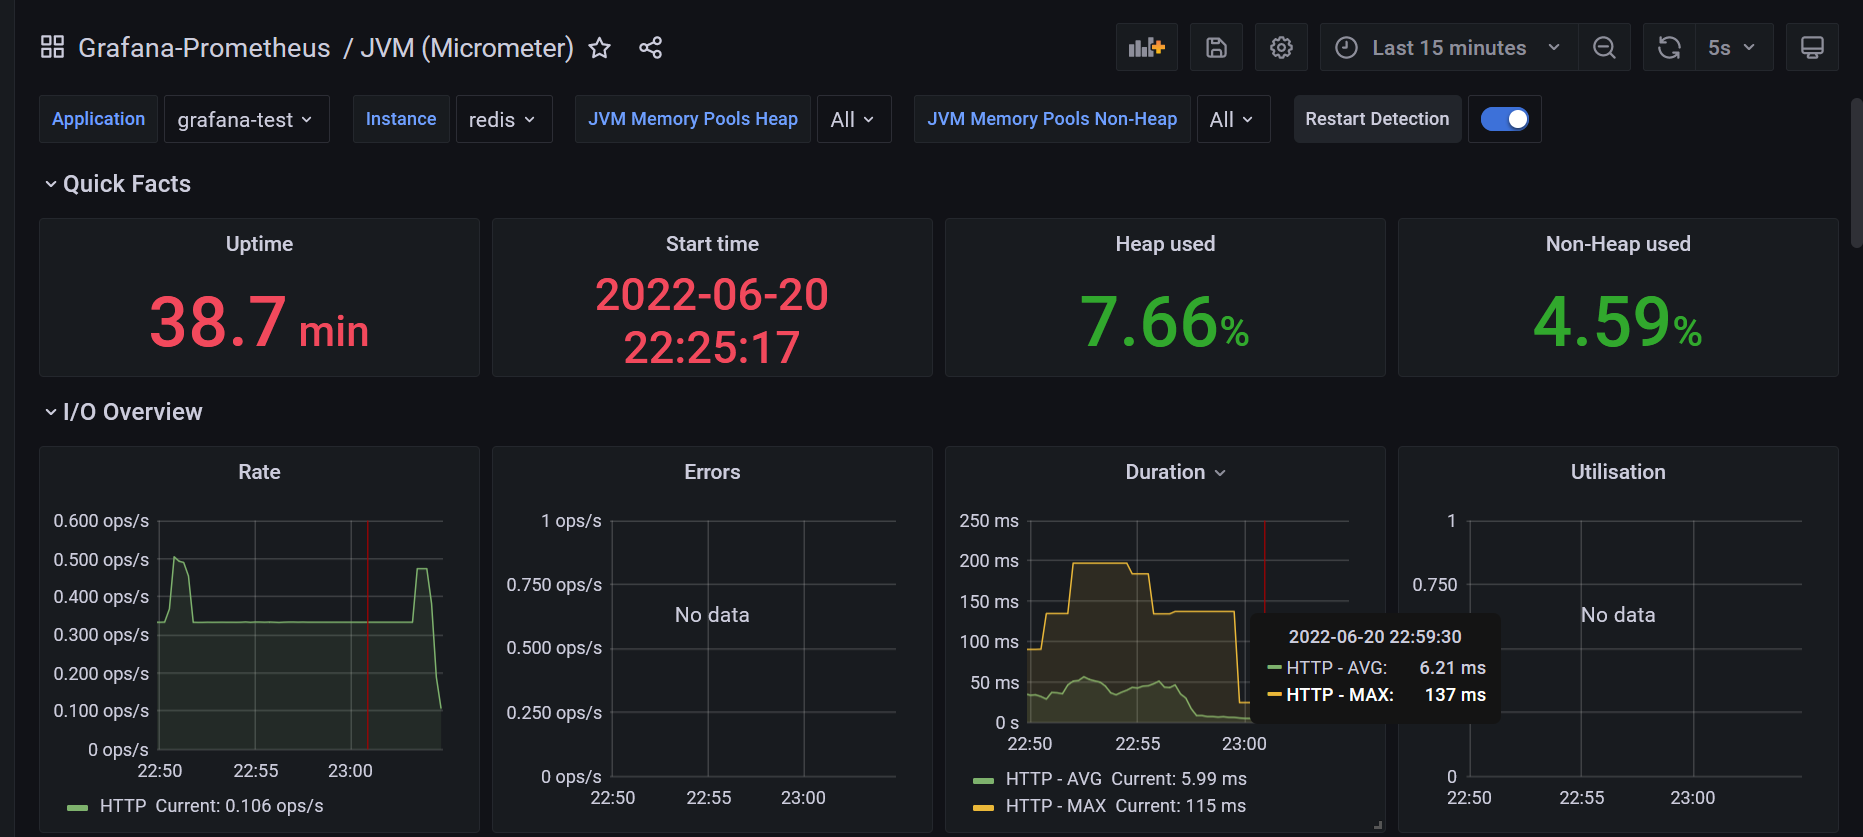 Grafana-Prometheus / JVM (Micrometer)
Last 15 minutes
5s
Application grafana-test Instance redis JVM Memory Pools Heap All JVM Memory Pools Non-Heap All Restart Detection
Quick Facts
Uptime
38.7 min
Start time
2022-06-20
22:25:17
Heap used
7.66%
Non-Heap used
4.59%
I/O Overview
Rate
0.600 ops/s
0.500 ops/s
0.400 ops/s
0.300 ops/s
0.200 ops/s
0.100 ops/s
0 ops/s
22:50 22:55 23:00
HTTP Current: 0.106 ops/s
Errors
1 ops/s
0.750 ops/s
0.500 ops/s
0.250 ops/s
0 ops/s
No data
22:50 22:55 23:00
Duration
250 ms
200 ms
150 ms
100 ms
50 ms
0 s
22:50 22:55 23:00
2022-06-20 22:59:30
HTTP - AVG: 6.21 ms
HTTP - MAX: 137 ms
HTTP - AVG Current: 5.99 ms
HTTP - MAX Current: 115 ms
Utilisation
1
0.750
0
No data
22:50 22:55 23:00